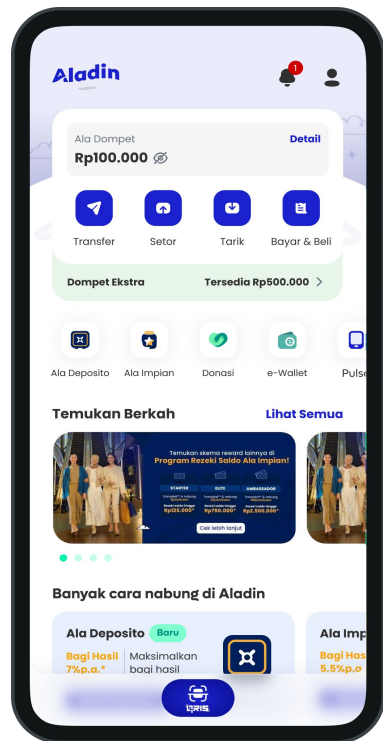 Aladin
1
Ala Dompet
Detail
Rp100.000
Transfer Setor Tarik Bayar & Beli
Dompet Ekstra Tersedia Rp500.000
Ala Deposito Ala Impian Donasi e-Wallet Pulsa
Temukan Berkah Lihat Semua
Temukan skema reward lainnya di
Program Rezeki Saldo Ala Impian!
STARTER ELITE AMBASSADOR
Rp125.000* Rp750.000* Rp2.500.000*
Cek lebih lanjut
Banyak cara nabung di Aladin
Ala Deposito Baru
Bagi Hasil
7%p.a.*
Maksimalkan
bagi hasil
Ala Imp
Bagi Has
5.5%p.a
QRIS